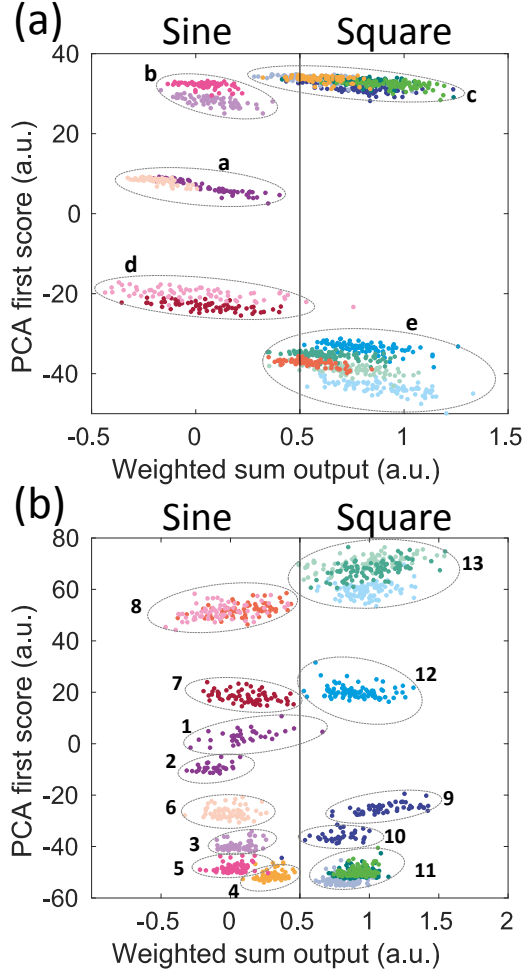 (a)
Sine Square
40
20
0
-20
-40
-0.5 0 0.5 1 1.5
PCA first score (a.u.)
Weighted sum output (a.u.)
b
c
a
d
e
(b)
Sine Square
80
60
40
20
0
-20
-40
-60
-1 -0.5 0 0.5 1 1.5 2
PCA first score (a.u.)
Weighted sum output (a.u.)
13
8
7
12
1
2
6
9
3
10
5
4
11